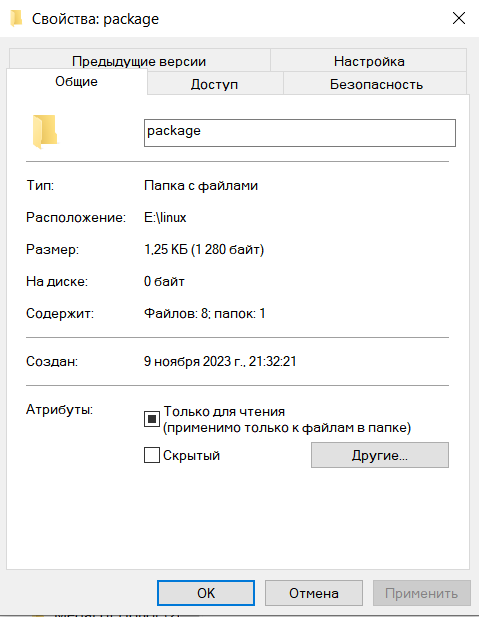 Свойства: package
Предыдущие версии
Настройка
Общие
Доступ
Безопасность
package
Тип:
Папка с файлами
Расположение:
E:\linux
Размер:
1,25 КБ (1 280 байт)
На диске:
0 байт
Содержит:
Файлов: 8; папок: 1
Создан:
9 ноября 2023 г., 21:32:21
Атрибуты:
Только для чтения
(применимо только к файлам в папке)
Скрытый
Другие...
ОК
Отмена
Применить